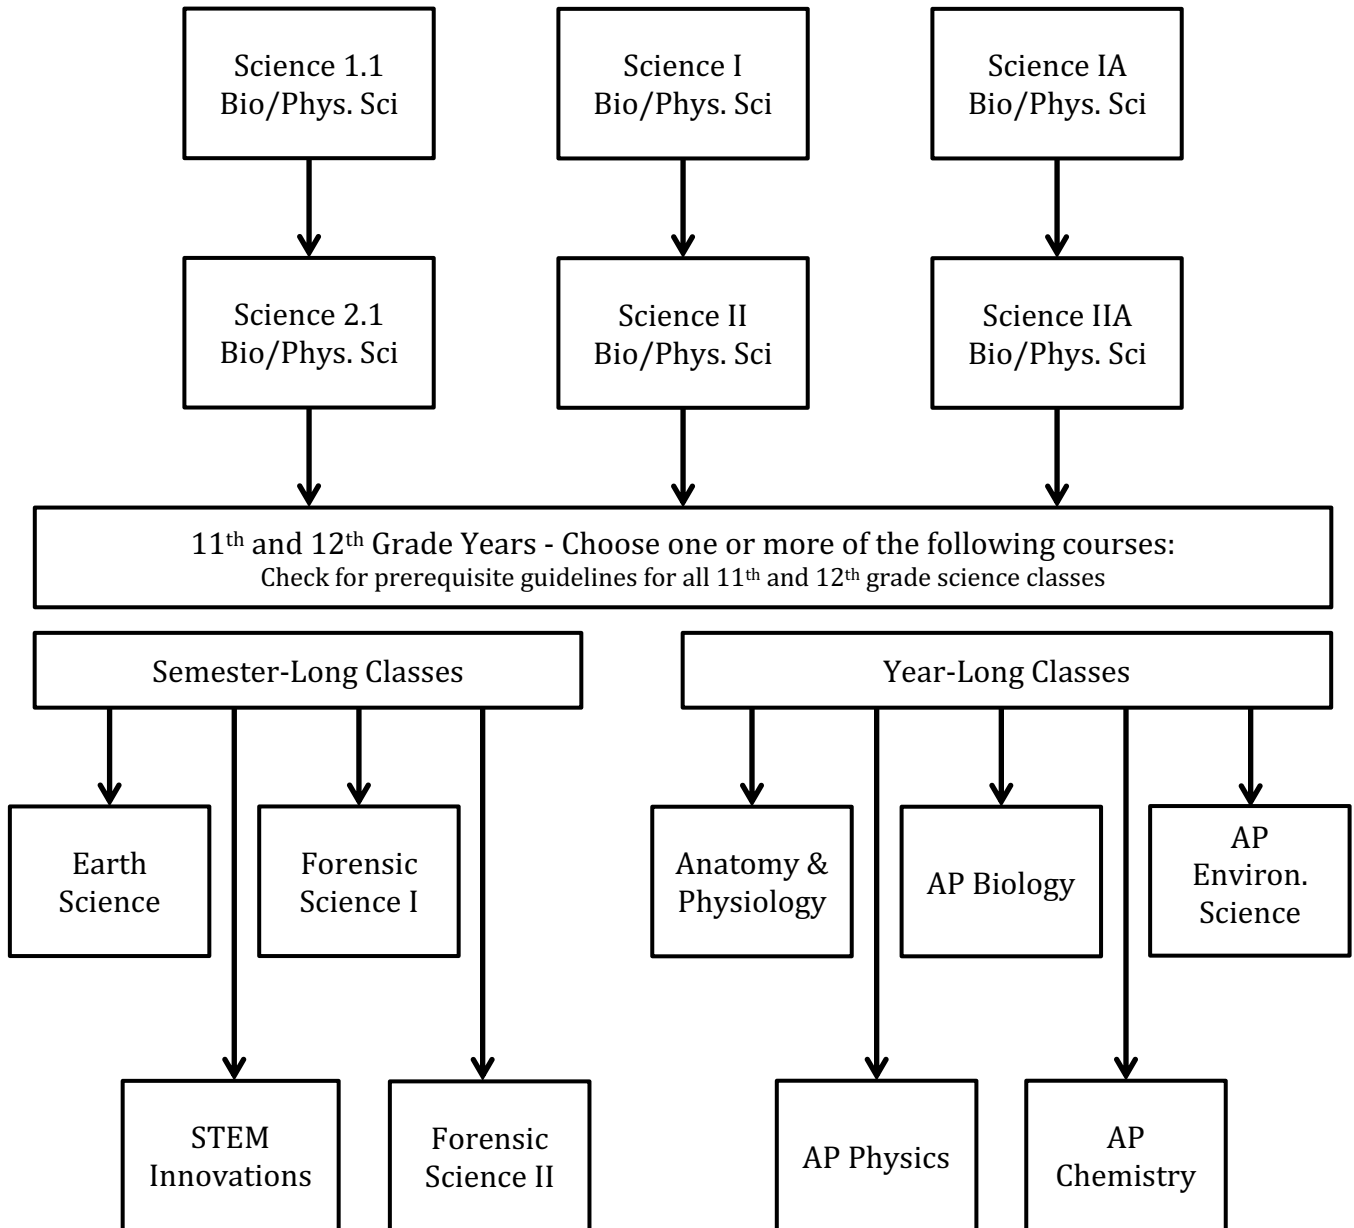 Science 1.1
Bio/Phys. Sci
Science I
Bio/Phys. Sci
Science IA
Bio/Phys. Sci
Science 2.1
Bio/Phys. Sci
Science II
Bio/Phys. Sci
Science IIA
Bio/Phys. Sci
11th and 12th Grade Years - Choose one or more of the following courses:
Check for prerequisite guidelines for all 11th and 12th grade science classes
Semester-Long Classes
Year-Long Classes
Earth
Science
Forensic
Science I
Anatomy &
Physiology
AP Biology
AP
Environ.
Science
STEM
Innovations
Forensic
Science II
AP Physics
AP
Chemistry